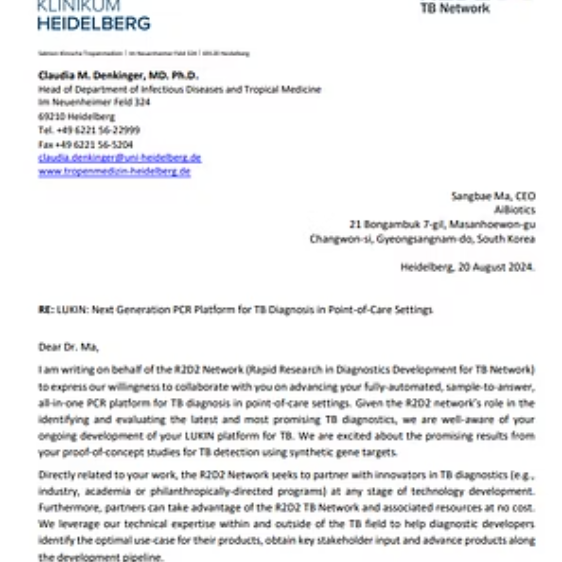 KLINIKUM
HEIDELBERG
TB Network
Sektion Klinische Tropenmedizin | Im Neuenheimer Feld 324 | 69120 Heidelberg
Claudia M. Denkinger, MD. Ph.D.
Head of Department of Infectious Diseases and Tropical Medicine
Im Neuenheimer Feld 324
69210 Heidelberg
Tel. +49 6221 56-22999
Fax +49 6221 56-5204
claudia.denkinger@uni-heidelberg.de
www.tropenmedizin-heidelberg.de
Sangbae Ma, CEO
AiBiotics
21 Bongambuk 7-gil, Masanhoewon-gu
Changwon-si, Gyeongsangnam-do, South Korea
Heidelberg, 20 August 2024.
RE: LUKIN: Next Generation PCR Platform for TB Diagnosis in Point-of-Care Settings
Dear Dr. Ma,
I am writing on behalf of the R2D2 Network (Rapid Research in Diagnostics Development for TB Network)
to express our willingness to collaborate with you on advancing your fully-automated, sample-to-answer,
all-in-one PCR platform for TB diagnosis in point-of-care settings. Given the R2D2 network's role in the
identifying and evaluating the latest and most promising TB diagnostics, we are well-aware of your
ongoing development of your LUKIN platform for TB. We are excited about the promising results from
your proof-of-concept studies for TB detection using synthetic gene targets.
Directly related to your work, the R2D2 Network seeks to partner with innovators in TB diagnostics (e.g.,
industry, academia or philanthropically-directed programs) at any stage of technology development.
Furthermore, partners can take advantage of the R2D2 TB Network and associated resources at no cost.
We leverage our technical expertise within and outside of the TB field to help diagnostic developers
identify the optimal use-case for their products, obtain key stakeholder input and advance products along
the development pipeline.